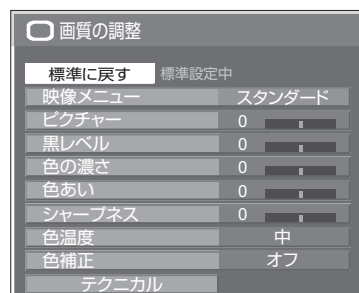 画質の調整
標準に戻す 標準設定中
映像メニュー スタンダード
ピクチャー 0
黒レベル 0
色の濃さ 0
色あい 0
シャープネス 0
色温度 中
色補正 オフ
テクニカル